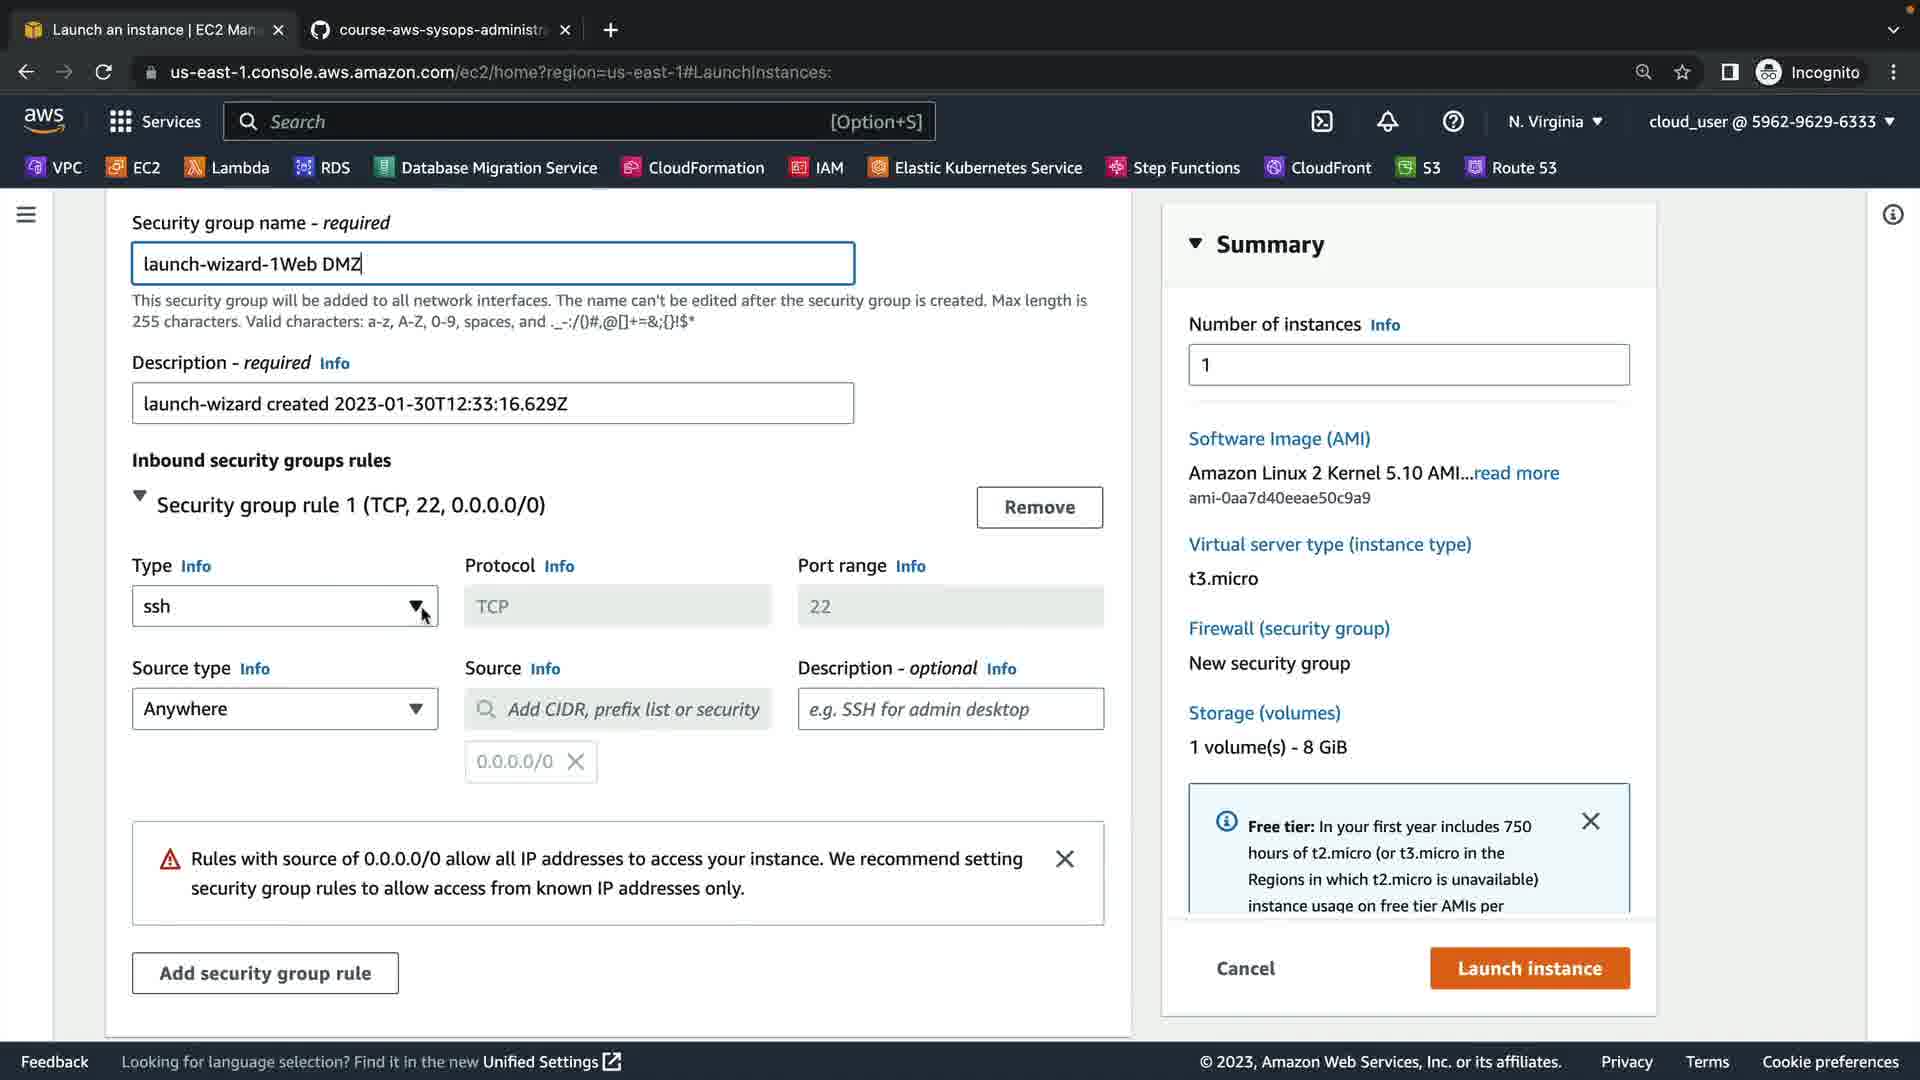 Launch an instance | EC2 Man
course-aws-sysops-administr
us-east-1.console.aws.amazon.com/ec2/home?region=us-east-1#LaunchInstances:
Incognito
aws
Services
Search
[Option+S]
N. Virginia
cloud_user @ 5962-9629-6333
VPC
EC2
Lambda
RDS
Database Migration Service
CloudFormation
IAM
Elastic Kubernetes Service
Step Functions
CloudFront
S3
Route 53
Security group name - required
launch-wizard-1Web DMZ
This security group will be added to all network interfaces. The name can't be edited after the security group is created. Max length is
255 characters. Valid characters: a-z, A-Z, 0-9, spaces, and ._-:/()#,@[]+=&;{}!$*
Description - required Info
launch-wizard created 2023-01-30T12:33:16.629Z
Inbound security groups rules
Security group rule 1 (TCP, 22, 0.0.0.0/0)
Remove
Type Info
Protocol Info
Port range Info
ssh
TCP
22
Source type Info
Source Info
Description - optional Info
Anywhere
Add CIDR, prefix list or security
e.g. SSH for admin desktop
0.0.0.0/0
Rules with source of 0.0.0.0/0 allow all IP addresses to access your instance. We recommend setting
security group rules to allow access from known IP addresses only.
Add security group rule
Summary
Number of instances Info
1
Software Image (AMI)
Amazon Linux 2 Kernel 5.10 AMI...read more
ami-0aa7d40eeae50c9a9
Virtual server type (instance type)
t3.micro
Firewall (security group)
New security group
Storage (volumes)
1 volume(s) - 8 GiB
Free tier: In your first year includes 750
hours of t2.micro (or t3.micro in the
Regions in which t2.micro is unavailable)
instance usage on free tier AMIs per
Cancel
Launch instance
Feedback
Looking for language selection? Find it in the new Unified Settings
© 2023, Amazon Web Services, Inc. or its affiliates.
Privacy
Terms
Cookie preferences